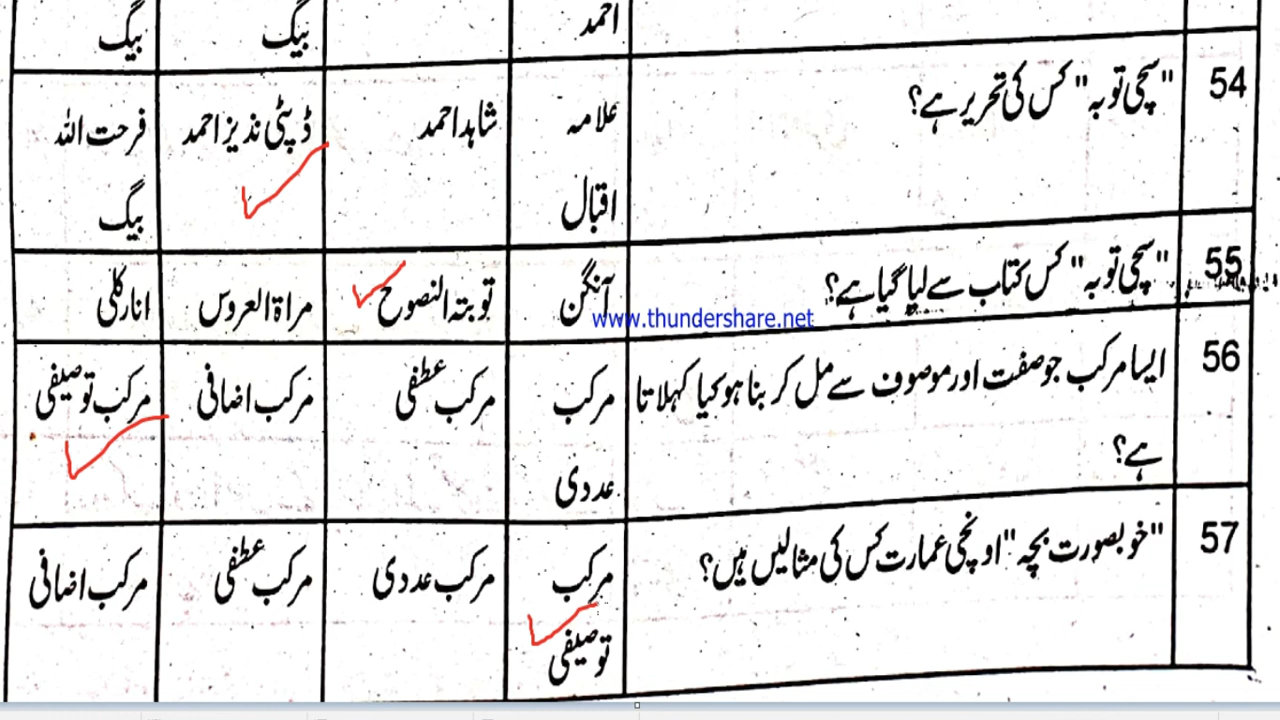 احمد بیگ بیگ
54 "سچی توبہ" کس کی تحریر ہے؟ علامہ شاہد احمد ڈپٹی نذیر احمد فرحت اللہ
اقبال بیگ
55 "سچی توبہ" کس کتاب سے لیا گیا ہے؟ آنگن توبتہ النصوح مراۃ العروس انارکلی
www.thundershare.net
56 ایسا مرکب جو صفت اور موصوف سے مل کر بنا ہو کیا کہلاتا مرکب مرکب عطفی مرکب اضافی مرکب توصیفی
ہے؟ عددی
57 "خوبصورت بچہ" اونچی عمارت کس کی مثالیں ہیں؟ مرکب مرکب عددی مرکب عطفی مرکب اضافی
توصیفی